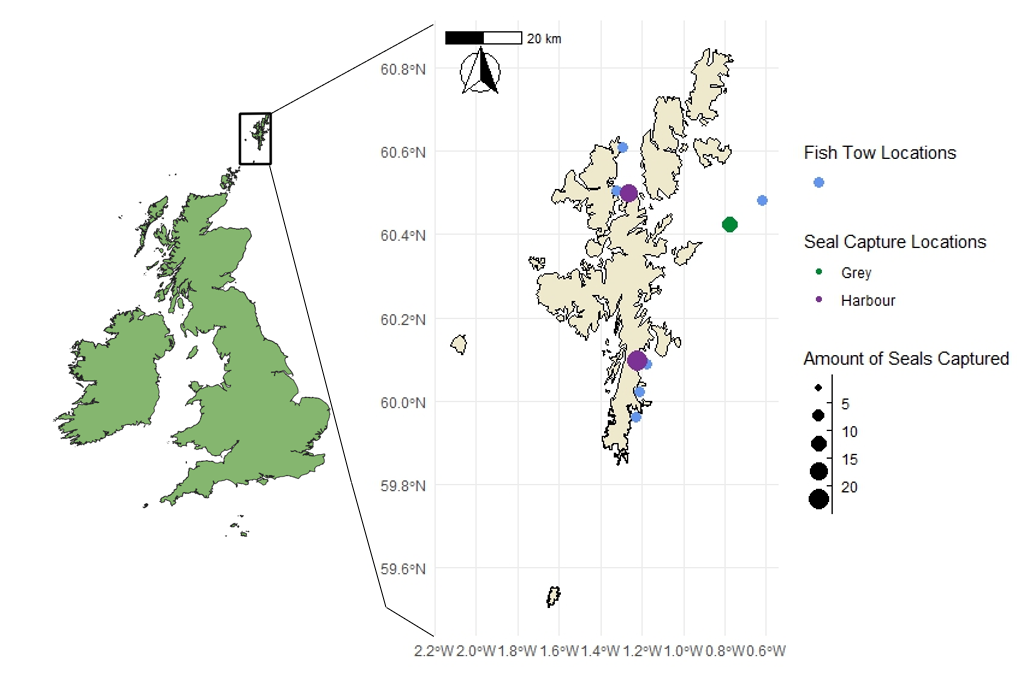 20 km
60.8°N
60.6°N
60.4°N
60.2°N
60.0°N
59.8°N
59.6°N
2.2°W 2.0°W 1.8°W 1.6°W 1.4°W 1.2°W 1.0°W 0.8°W 0.6°W
Fish Tow Locations
Seal Capture Locations
Grey
Harbour
Amount of Seals Captured
5
10
15
20